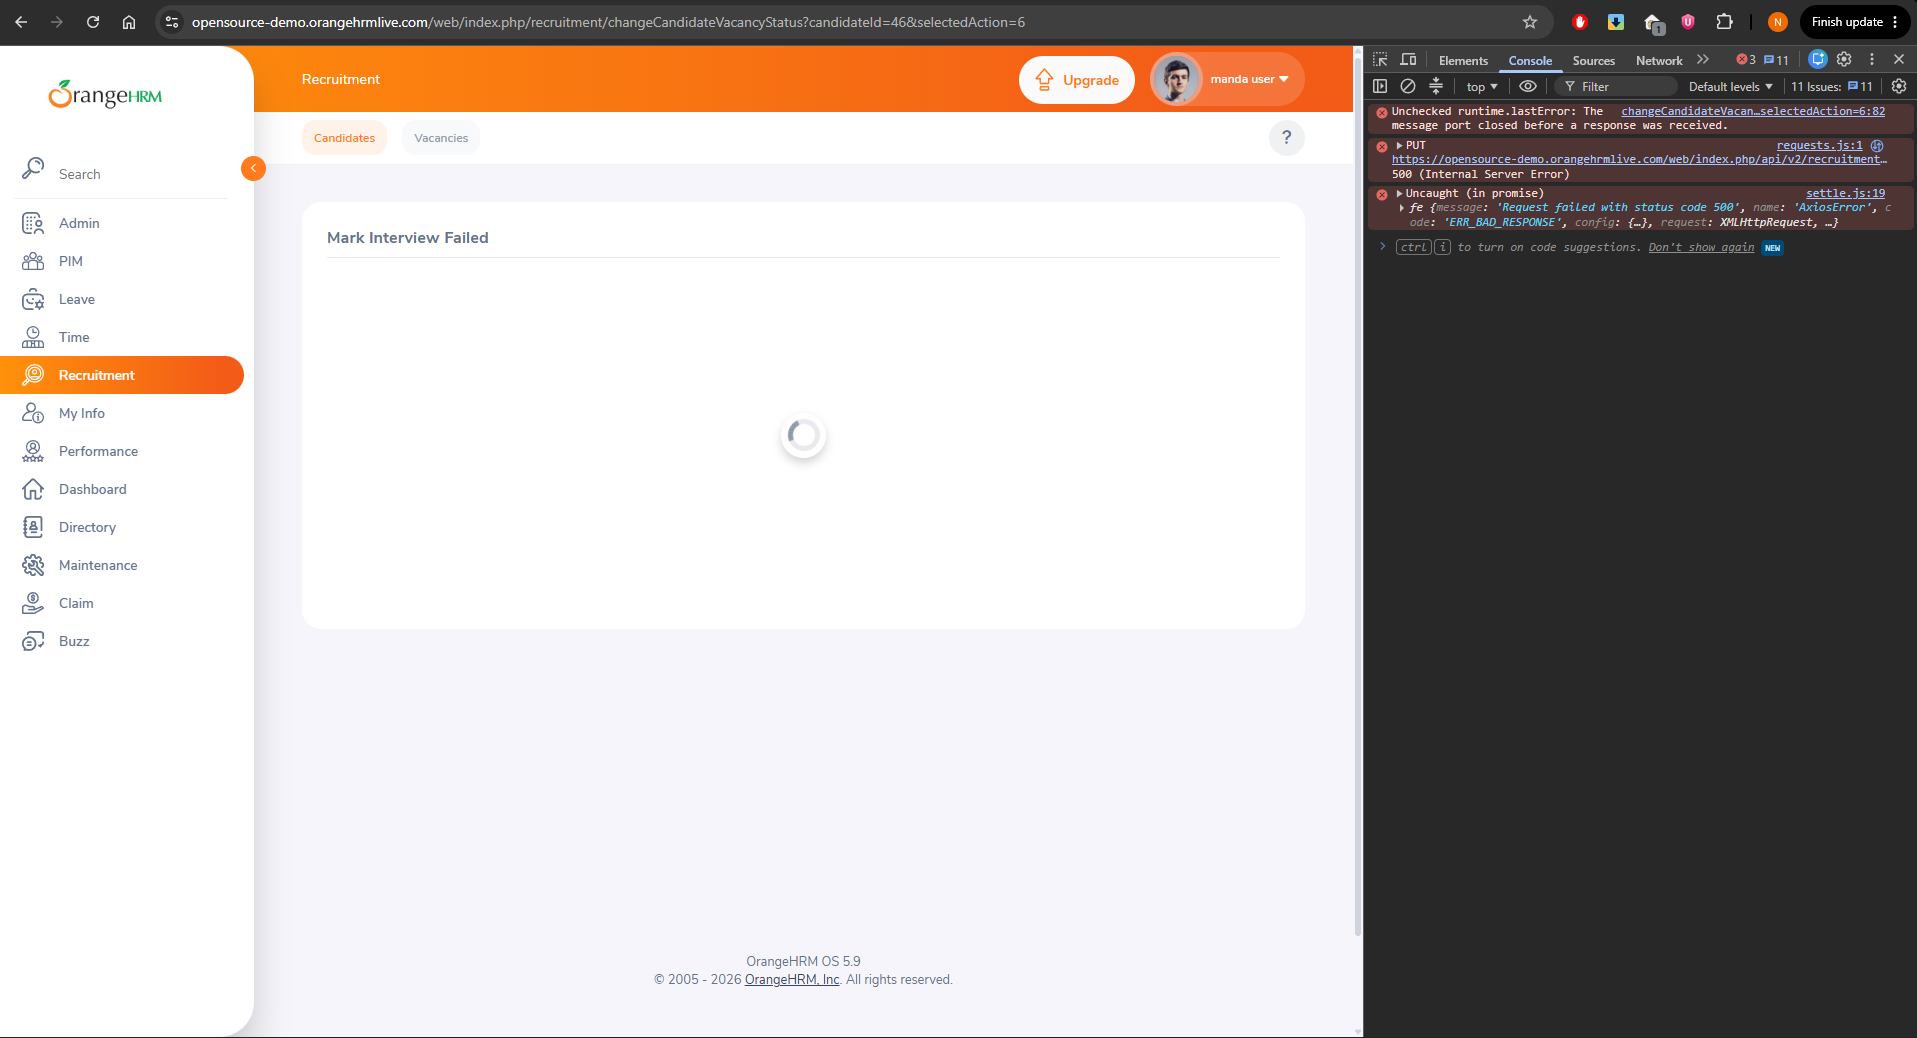 opensource-demo.orangehrmlive.com/web/index.php/recruitment/changeCandidateVacancyStatus?candidateId=46&selectedAction=6
1
N
Finish update
OrangeHRM
Search
Admin
PIM
Leave
Time
Recruitment
My Info
Performance
Dashboard
Directory
Maintenance
Claim
Buzz
Recruitment
Upgrade
manda user
Candidates
Vacancies
?
Mark Interview Failed
OrangeHRM OS 5.9
© 2005 - 2026 OrangeHRM, Inc. All rights reserved.
Elements
Console
Sources
Network
3
11
top
Filter
Default levels
11 Issues:
11
Unchecked runtime.lastError: The changeCandidateVacan…selectedAction=6:82
message port closed before a response was received.
PUT requests.js:1
https://opensource-demo.orangehrmlive.com/web/index.php/api/v2/recruitment…
500 (Internal Server Error)
Uncaught (in promise) settle.js:19
fe {message: 'Request failed with status code 500', name: 'AxiosError', c
ode: 'ERR_BAD_RESPONSE', config: {…}, request: XMLHttpRequest, …}
ctrl i to turn on code suggestions. Don't show again NEW